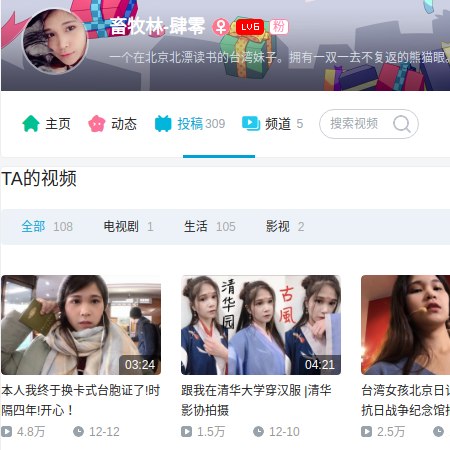 畜牧林-肆零 LV6 粉
一个在北京北漂读书的台湾妹子。拥有一双一去不复返的熊猫眼。
主页 动态 投稿 309 频道 5 搜索视频
TA的视频
全部 108 电视剧 1 生活 105 影视 2
清华园 古風
03:24 04:21
本人我终于换卡式台胞证了!时隔四年!开心！
4.8万 12-12
跟我在清华大学穿汉服 |清华
影协拍摄
1.5万 12-10
台湾女孩北京日
抗日战争纪念馆
2.5万